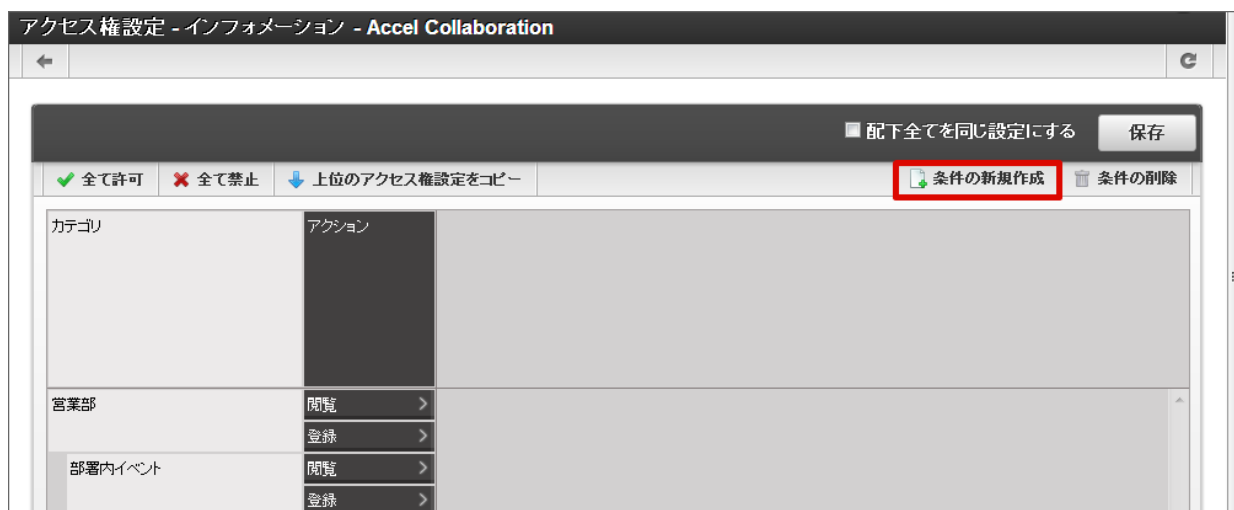 アクセス権設定 - インフォメーション - Accel Collaboration
配下全てを同じ設定にする 保存
全て許可 全て禁止 上位のアクセス権設定をコピー 条件の新規作成 条件の削除
カテゴリ アクション
営業部 閲覧
登録
部署内イベント 閲覧
登録